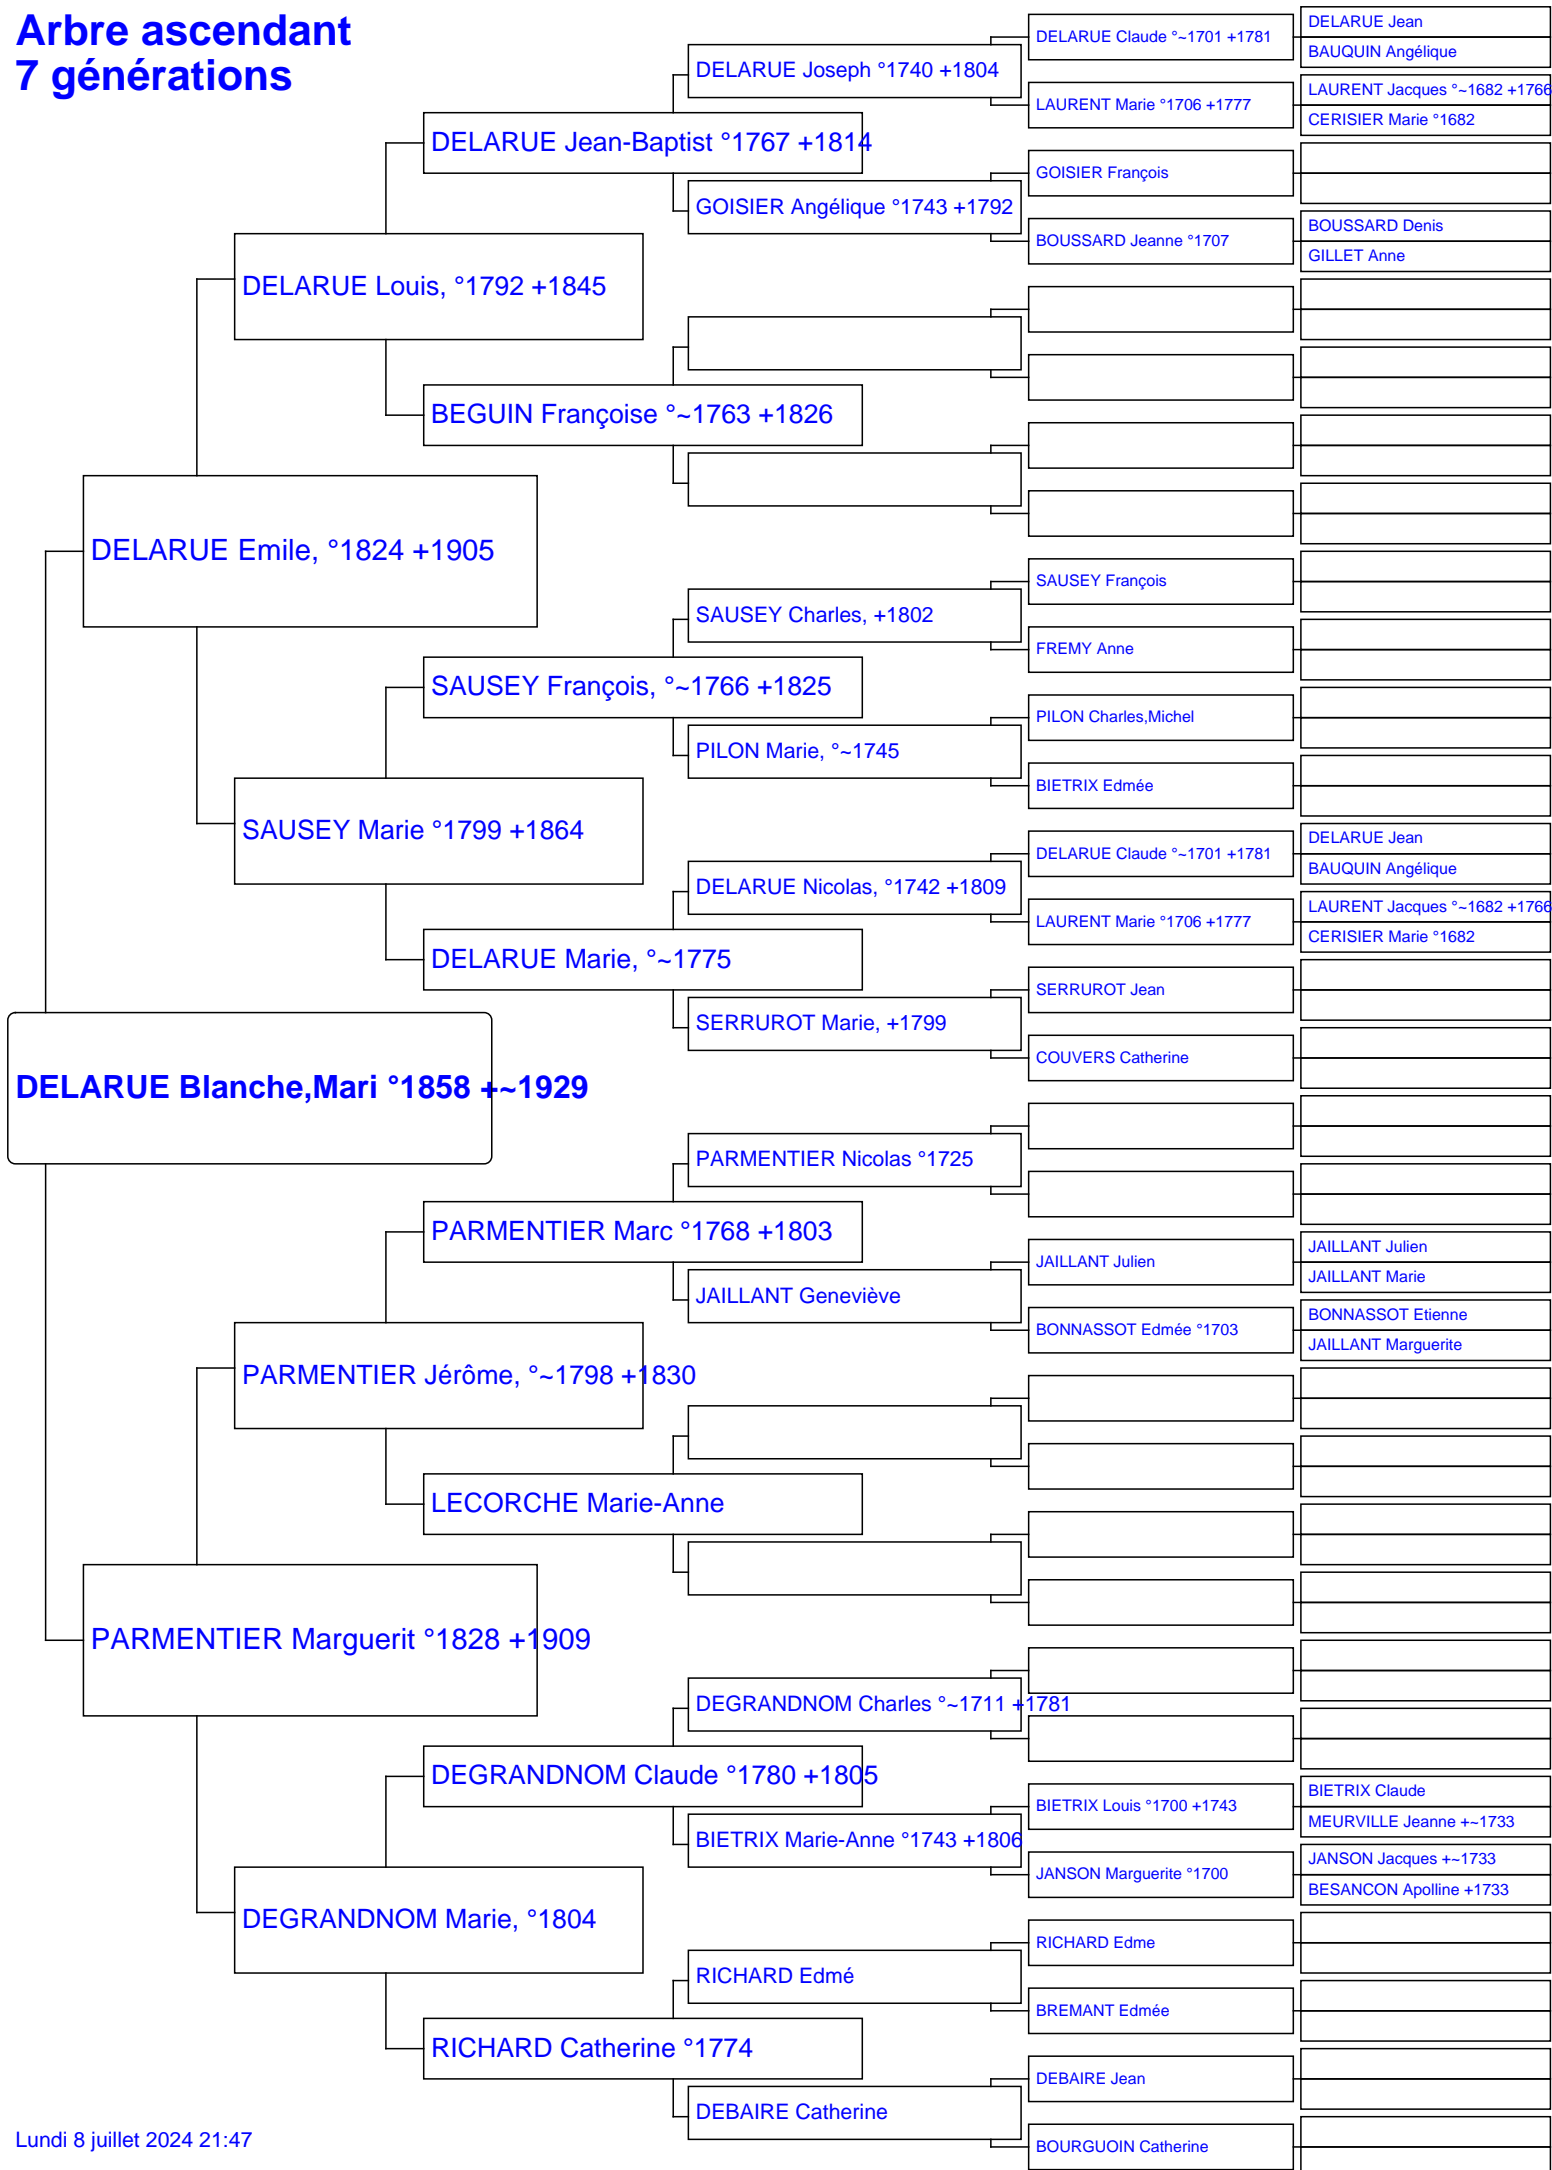 Arbre ascendant
7 générations
DELARUE Blanche,Mari °1858 +~1929
DELARUE Emile, °1824 +1905
PARMENTIER Marguerit °1828 +1909
DELARUE Louis, °1792 +1845
SAUSEY Marie °1799 +1864
PARMENTIER Jérôme, °~1798 +1830
DEGRANDNOM Marie, °1804
DELARUE Jean-Baptist °1767 +1814
BEGUIN Françoise °~1763 +1826
SAUSEY François, °~1766 +1825
DELARUE Marie, °~1775
PARMENTIER Marc °1768 +1803
LECORCHE Marie-Anne
DEGRANDNOM Claude °1780 +1805
RICHARD Catherine °1774
DELARUE Joseph °1740 +1804
GOISIER Angélique °1743 +1792
SAUSEY Charles, +1802
PILON Marie, °~1745
DELARUE Nicolas, °1742 +1809
SERRUROT Marie, +1799
PARMENTIER Nicolas °1725
JAILLANT Geneviève
DEGRANDNOM Charles °~1711 +1781
BIETRIX Marie-Anne °1743 +1806
RICHARD Edmé
DEBAIRE Catherine
DELARUE Claude °~1701 +1781
LAURENT Marie °1706 +1777
GOISIER François
BOUSSARD Jeanne °1707
SAUSEY François
FREMY Anne
PILON Charles,Michel
BIETRIX Edmée
DELARUE Claude °~1701 +1781
LAURENT Marie °1706 +1777
SERRUROT Jean
COUVERS Catherine
JAILLANT Julien
BONNASSOT Edmée °1703
BIETRIX Louis °1700 +1743
JANSON Marguerite °1700
RICHARD Edme
BREMANT Edmée
DEBAIRE Jean
BOURGUOIN Catherine
DELARUE Jean
BAUQUIN Angélique
LAURENT Jacques °~1682 +1766
CERISIER Marie °1682
BOUSSARD Denis
GILLET Anne
DELARUE Jean
BAUQUIN Angélique
LAURENT Jacques °~1682 +1766
CERISIER Marie °1682
JAILLANT Julien
JAILLANT Marie
BONNASSOT Etienne
JAILLANT Marguerite
BIETRIX Claude
MEURVILLE Jeanne +~1733
JANSON Jacques +~1733
BESANCON Apolline +1733
Lundi 8 juillet 2024 21:47